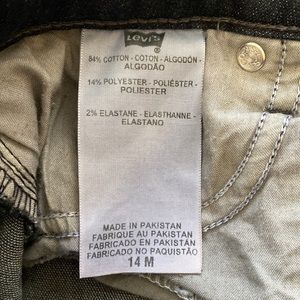 Levi's
®
84% COTTON - COTON - ALGODÓN -
ALGODÃO
14% POLYESTER - POLIÉSTER -
POLIESTER
2% ELASTANE - ELASTHANNE -
ELASTANO
MADE IN PAKISTAN
FABRIQUE AU PAKISTAN
FABRICADO EN PAKISTAN
FABRICADO NO PAQUISTÃO
14 M